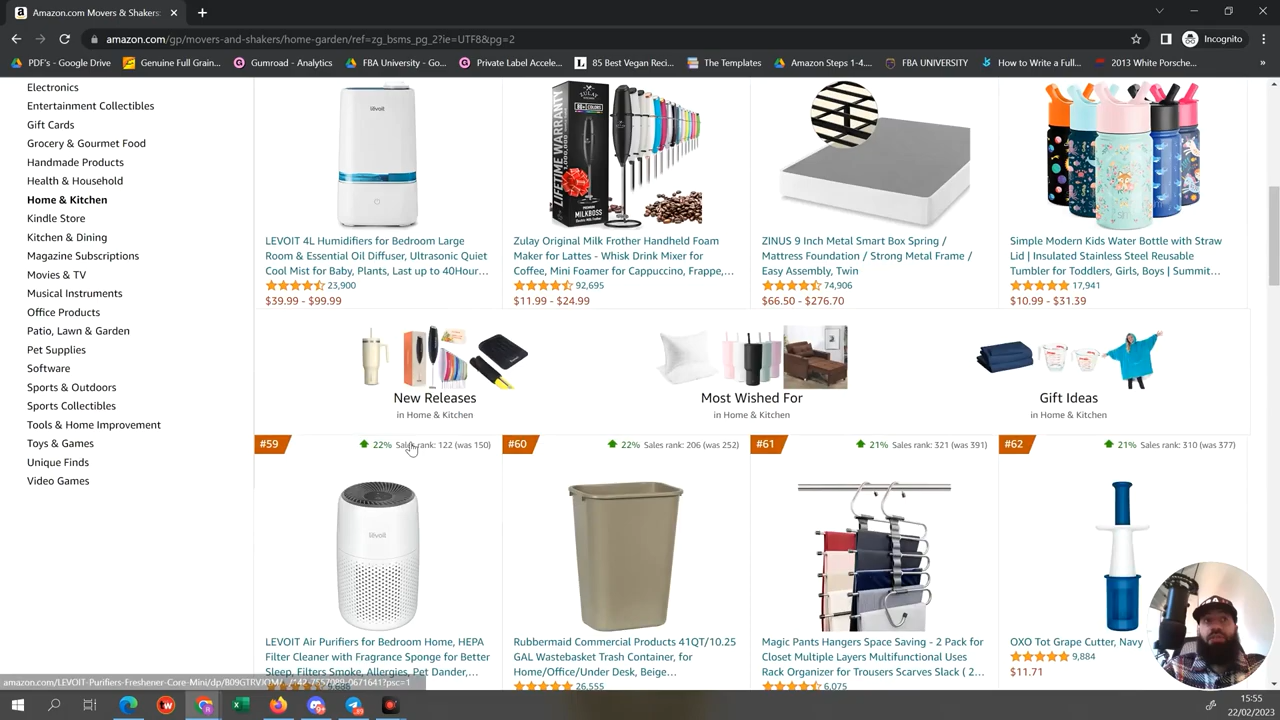 Amazon.com Movers & Shakers:
Incognito
amazon.com/gp/movers-and-shakers/home-garden/ref=zg_bsms_pg_2?ie=UTF8&pg=2
PDF's - Google Drive
Genuine Full Grain...
Gumroad - Analytics
FBA University - Go...
Private Label Accele...
85 Best Vegan Reci...
The Templates
Amazon Steps 1-4....
FBA UNIVERSITY
How to Write a Full...
2013 White Porsche...
»
Electronics
Entertainment Collectibles
Gift Cards
Grocery & Gourmet Food
Handmade Products
Health & Household
Home & Kitchen
Kindle Store
Kitchen & Dining
Magazine Subscriptions
Movies & TV
Musical Instruments
Office Products
Patio, Lawn & Garden
Pet Supplies
Software
Sports & Outdoors
Sports Collectibles
Tools & Home Improvement
Toys & Games
Unique Finds
Video Games
levoit
LIFETIME WARRANTY
ZULAY
MILKBOSS
LEVOIT 4L Humidifiers for Bedroom Large
Room & Essential Oil Diffuser, Ultrasonic Quiet
Cool Mist for Baby, Plants, Last up to 40Hour...
23,900
$39.99 - $99.99
Zulay Original Milk Frother Handheld Foam
Maker for Lattes - Whisk Drink Mixer for
Coffee, Mini Foamer for Cappuccino, Frappe,...
92,695
$11.99 - $24.99
ZINUS 9 Inch Metal Smart Box Spring /
Mattress Foundation / Strong Metal Frame /
Easy Assembly, Twin
74,906
$66.50 - $276.70
Simple Modern Kids Water Bottle with Straw
Lid | Insulated Stainless Steel Reusable
Tumbler for Toddlers, Girls, Boys | Summit...
17,941
$10.99 - $31.39
New Releases
in Home & Kitchen
Most Wished For
in Home & Kitchen
Gift Ideas
in Home & Kitchen
#59
22% Sales rank: 122 (was 150)
#60
22% Sales rank: 206 (was 252)
#61
21% Sales rank: 321 (was 391)
#62
21% Sales rank: 310 (was 377)
levoit
LEVOIT Air Purifiers for Bedroom Home, HEPA
Filter Cleaner with Fragrance Sponge for Better
Sleep, Filters Smoke, Allergies, Pet Dander,...
Rubbermaid Commercial Products 41QT/10.25
GAL Wastebasket Trash Container, for
Home/Office/Under Desk, Beige...
26,555
Magic Pants Hangers Space Saving - 2 Pack for
Closet Multiple Layers Multifunctional Uses
Rack Organizer for Trousers Scarves Slack ( 2...
6,075
OXO Tot Grape Cutter, Navy
9,884
$11.71
15:55
22/02/2023